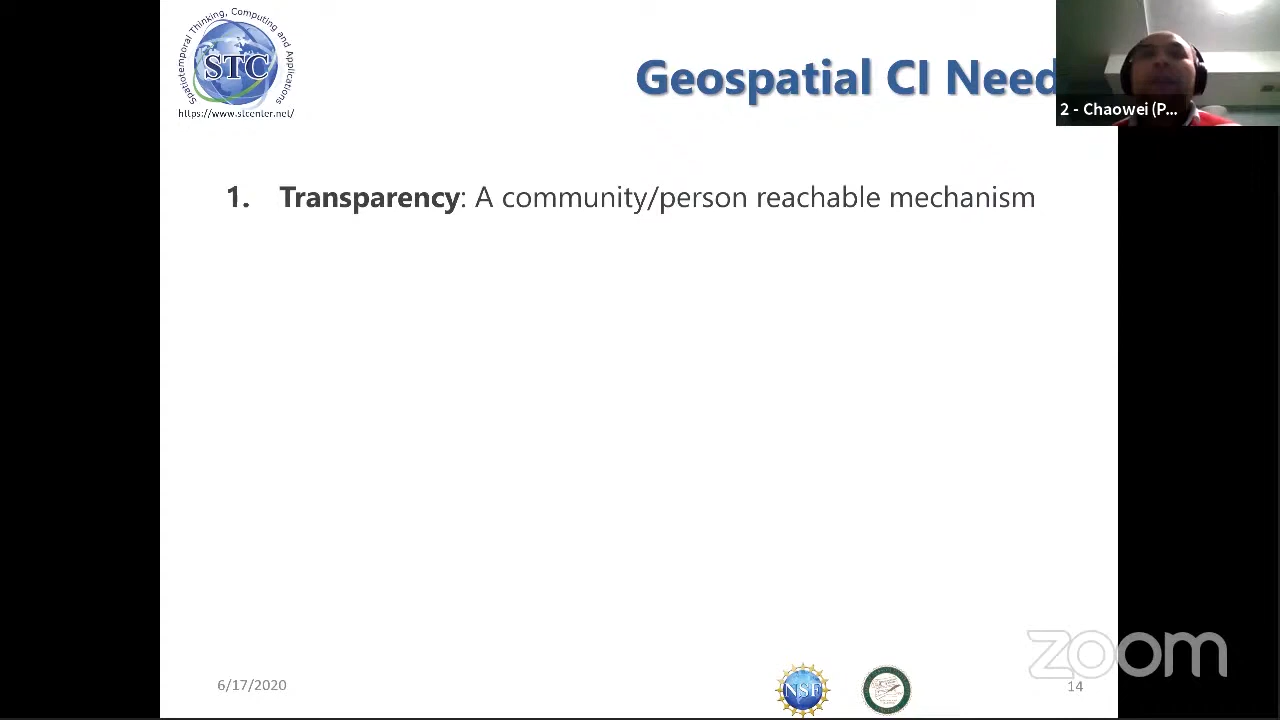 Spatiotemporal Thinking, Computing and Applications
STC
https://www.stcenter.net/
Geospatial CI Need
2 - Chaowei (P...
1. Transparency: A community/person reachable mechanism
zoom
6/17/2020
NSF
14